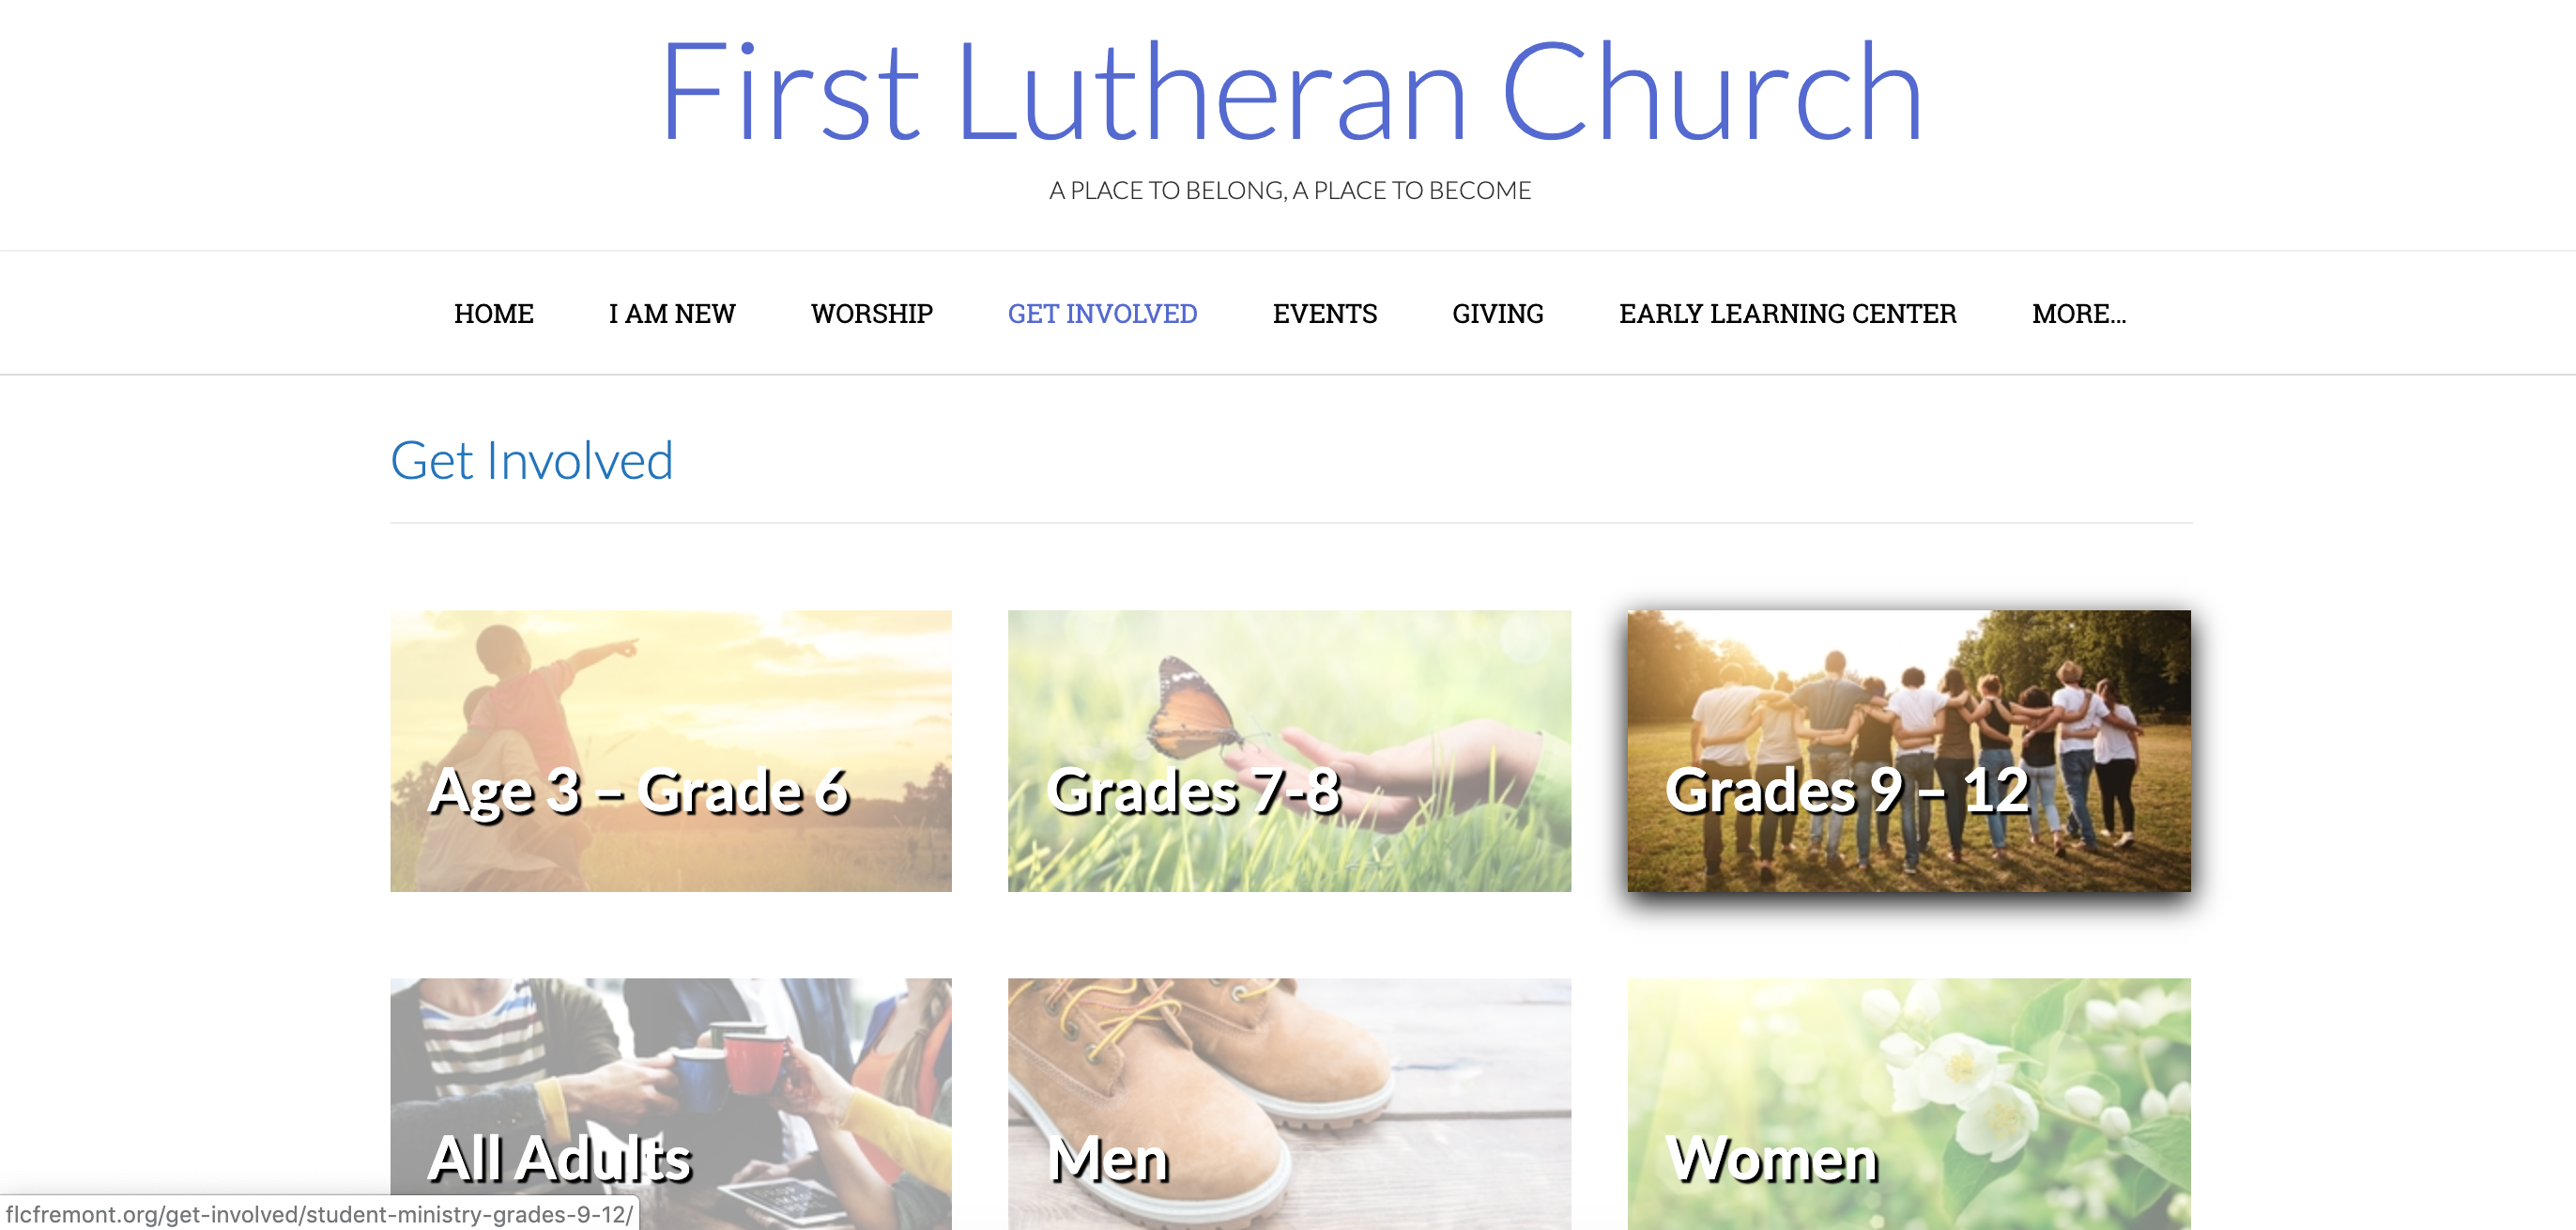 First Lutheran Church
A PLACE TO BELONG, A PLACE TO BECOME
HOME I AM NEW WORSHIP GET INVOLVED EVENTS GIVING EARLY LEARNING CENTER MORE...
Get Involved
Age 3 – Grade 6
Grades 7-8
Grades 9 – 12
All Adults
Men
Women
flcfremont.org/get-involved/student-ministry-grades-9-12/